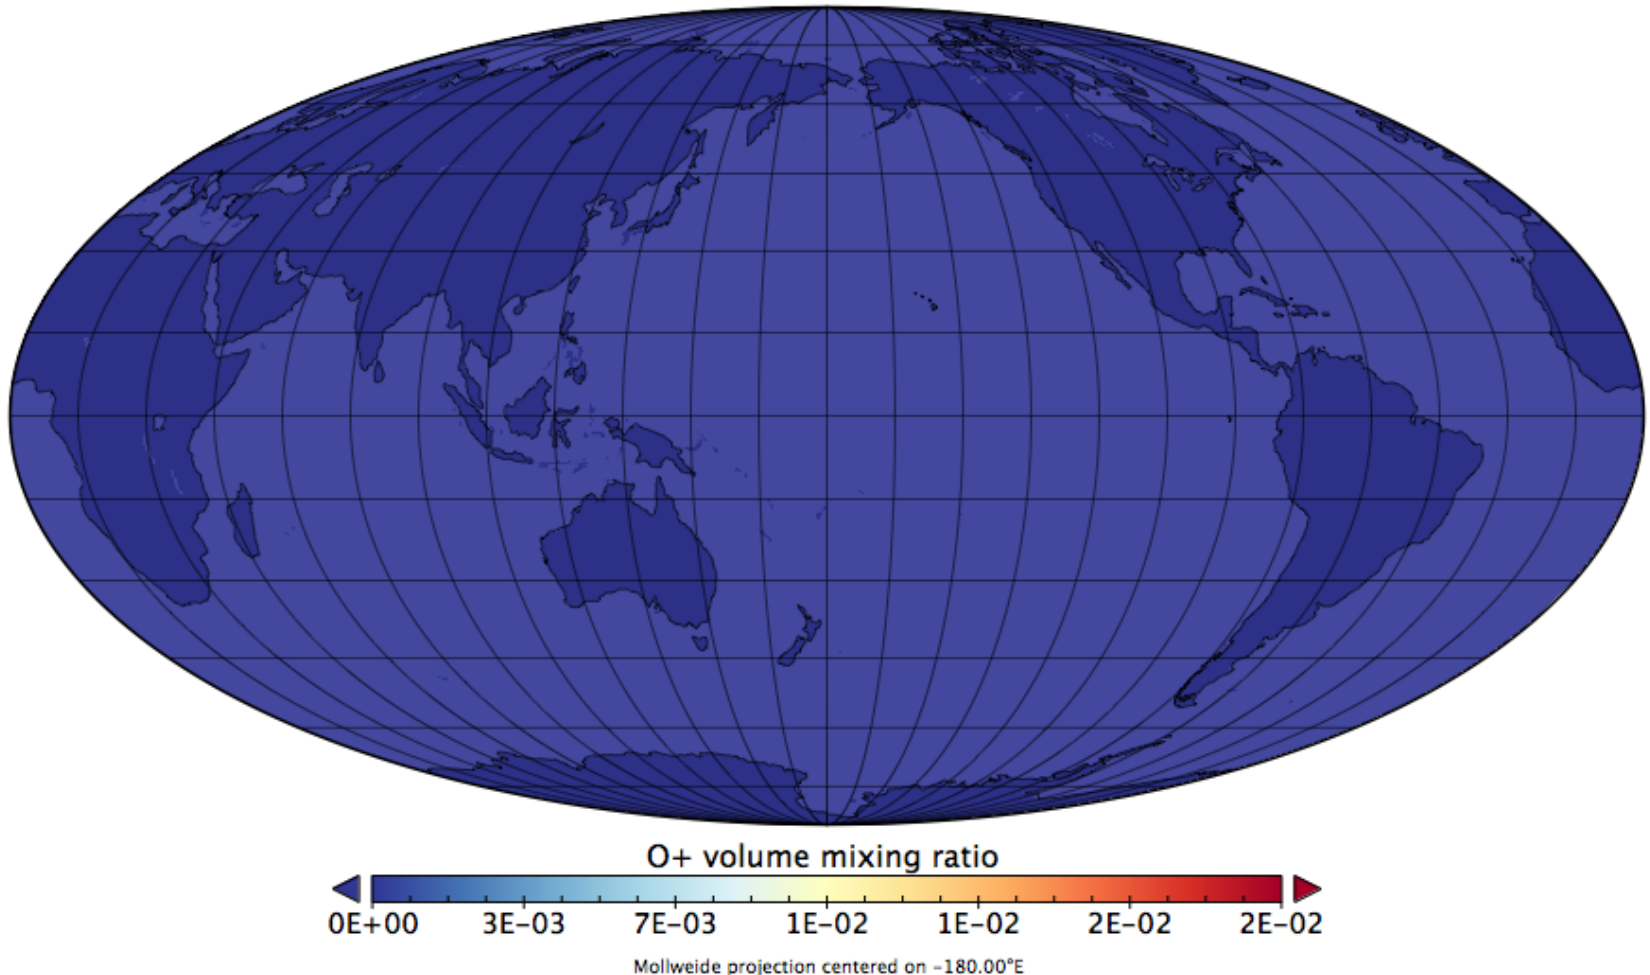 O+ volume mixing ratio
0E+00 3E-03 7E-03 1E-02 1E-02 2E-02 2E-02
Mollweide projection centered on -180.00°E